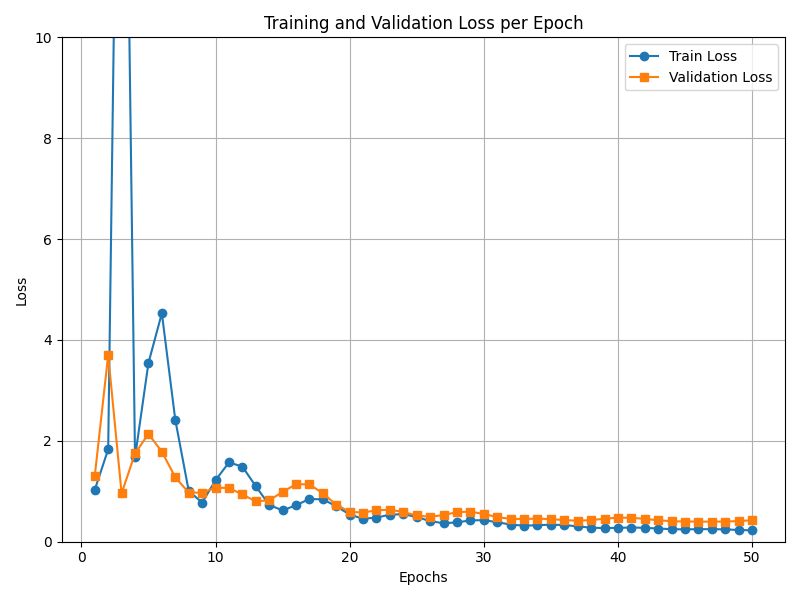 Training and Validation Loss per Epoch
Train Loss
Validation Loss
Loss
10
8
6
4
2
0
0 10 20 30 40 50
Epochs